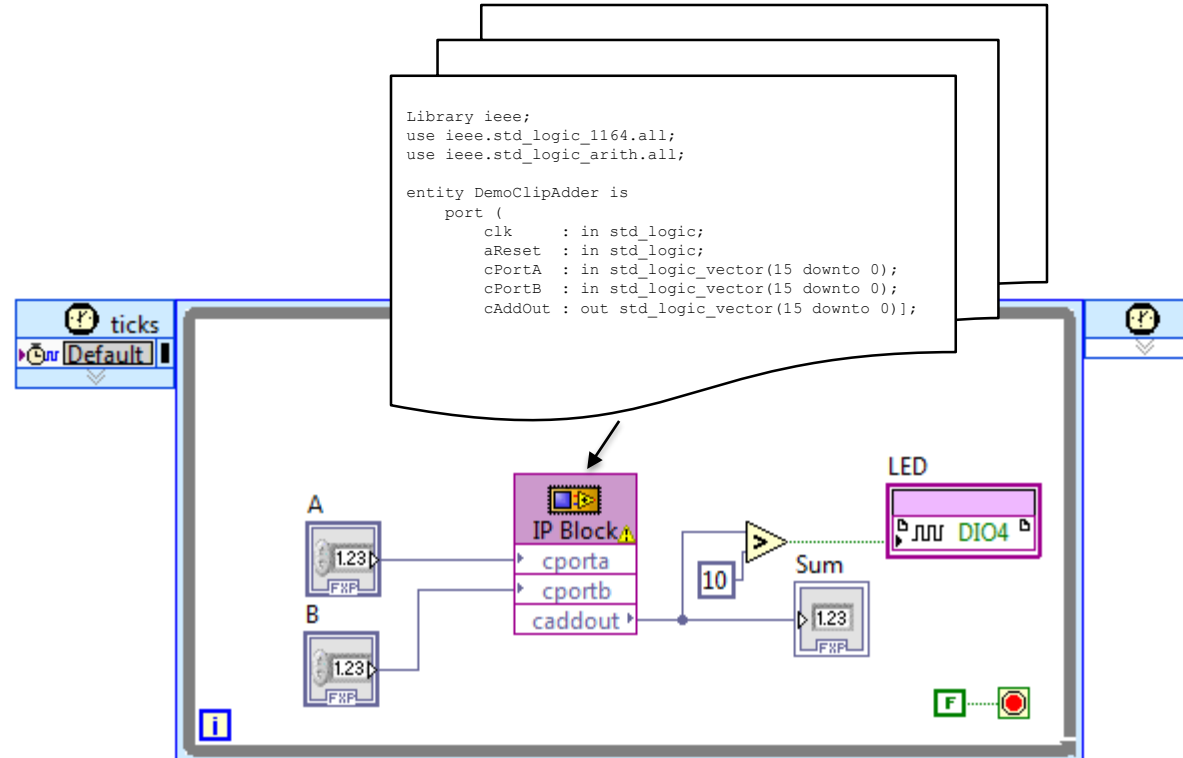 Library ieee;
use ieee.std_logic_1164.all;
use ieee.std_logic_arith.all;
entity DemoClipAdder is
port (
clk : in std_logic;
aReset : in std_logic;
cPortA : in std_logic_vector(15 downto 0);
cPortB : in std_logic_vector(15 downto 0);
cAddOut : out std_logic_vector(15 downto 0)];
ticks
Default
A
1.23
FXP
B
1.23
FXP
IP Block
cporta
cportb
caddout
>
10
LED
DIO4
Sum
1.23
FXP
F
i